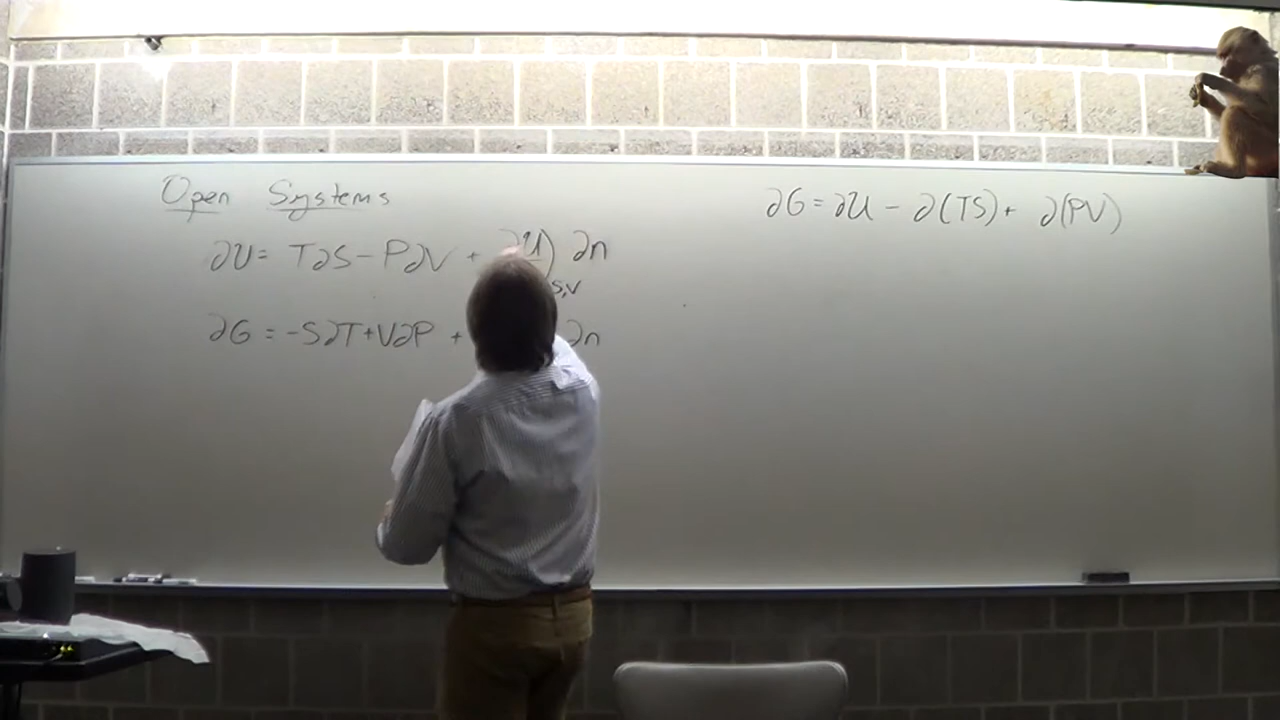 Open Systems
∂U = T∂S - P∂V + ∂U) S,V ∂n
∂G = -S∂T + V∂P + ∂n
∂G = ∂U - ∂(TS) + ∂(PV)